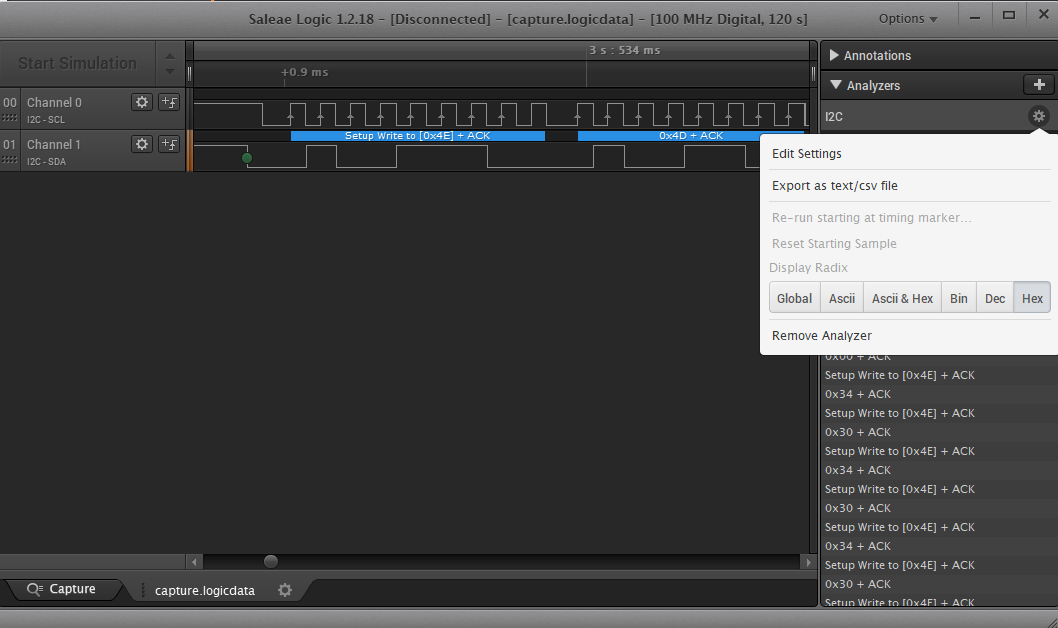 Saleae Logic 1.2.18 - [Disconnected] - [capture.logicdata] - [100 MHz Digital, 120 s]
Options
Start Simulation
3 s : 534 ms
+0.9 ms
00 Channel 0
I2C - SCL
01 Channel 1
I2C - SDA
Setup Write to [0x4E] + ACK
0x4D + ACK
Annotations
Analyzers
I2C
Edit Settings
Export as text/csv file
Re-run starting at timing marker...
Reset Starting Sample
Display Radix
Global Ascii Ascii & Hex Bin Dec Hex
Remove Analyzer
0x00 + ACK
Setup Write to [0x4E] + ACK
0x34 + ACK
Setup Write to [0x4E] + ACK
0x30 + ACK
Setup Write to [0x4E] + ACK
0x34 + ACK
Setup Write to [0x4E] + ACK
0x30 + ACK
Setup Write to [0x4E] + ACK
0x34 + ACK
Setup Write to [0x4E] + ACK
0x30 + ACK
Setup Write to [0x4E] + ACK
Capture
capture.logicdata